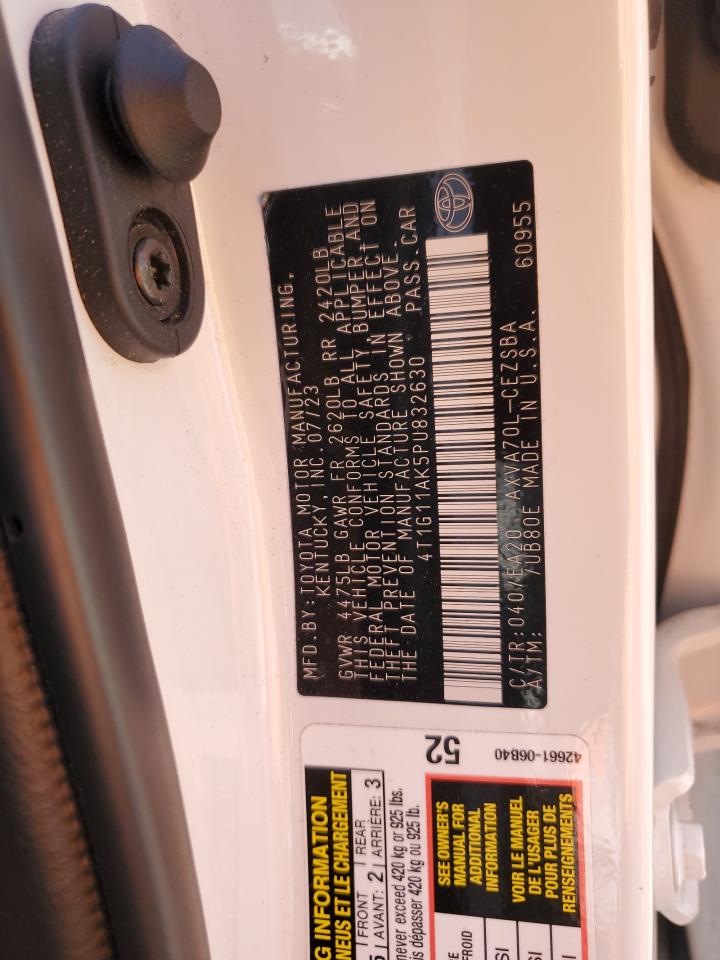 MFD.BY:TOYOTA MOTOR MANUFACTURING,
KENTUCKY, INC. 07/23
GVWR 4475LB GAWR FR 2620LB RR 2420LB
THIS VEHICLE CONFORMS TO ALL APPLICABLE
FEDERAL MOTOR VEHICLE SAFETY, BUMPER, AND
THEFT PREVENTION STANDARDS IN EFFECT ON
THE DATE OF MANUFACTURE SHOWN ABOVE.
4T1G11AK5PU832630 PASS.CAR
C/TR:040/EA20 AXVA70L-CEZSBA
A/TM: /UB80E MADE IN U.S.A. 60955
INFORMATION
NEUS ET LE CHARGEMENT
FRONT | REAR
AVANT: 2 | ARRIÈRE: 3
never exceed 420 kg or 925 lbs.
is dépasser 420 kg ou 925 lb.
52
SEE OWNER'S
MANUAL FOR
ADDITIONAL
INFORMATION
VOIR LE MANUEL
DE L'USAGER
POUR PLUS DE
RENSEIGNEMENTS
42661-06B40